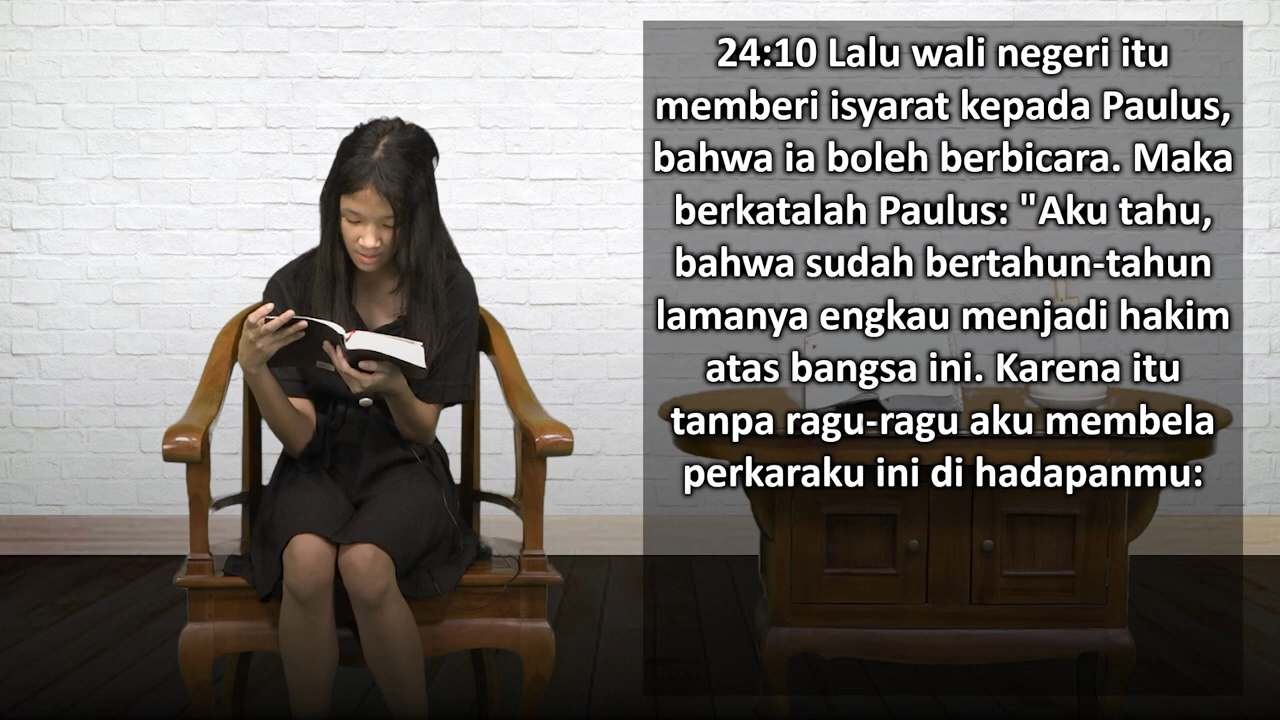 24:10 Lalu wali negeri itu
memberi isyarat kepada Paulus,
bahwa ia boleh berbicara. Maka
berkatalah Paulus: "Aku tahu,
bahwa sudah bertahun-tahun
lamanya engkau menjadi hakim
atas bangsa ini. Karena itu
tanpa ragu-ragu aku membela
perkaraku ini di hadapanmu: